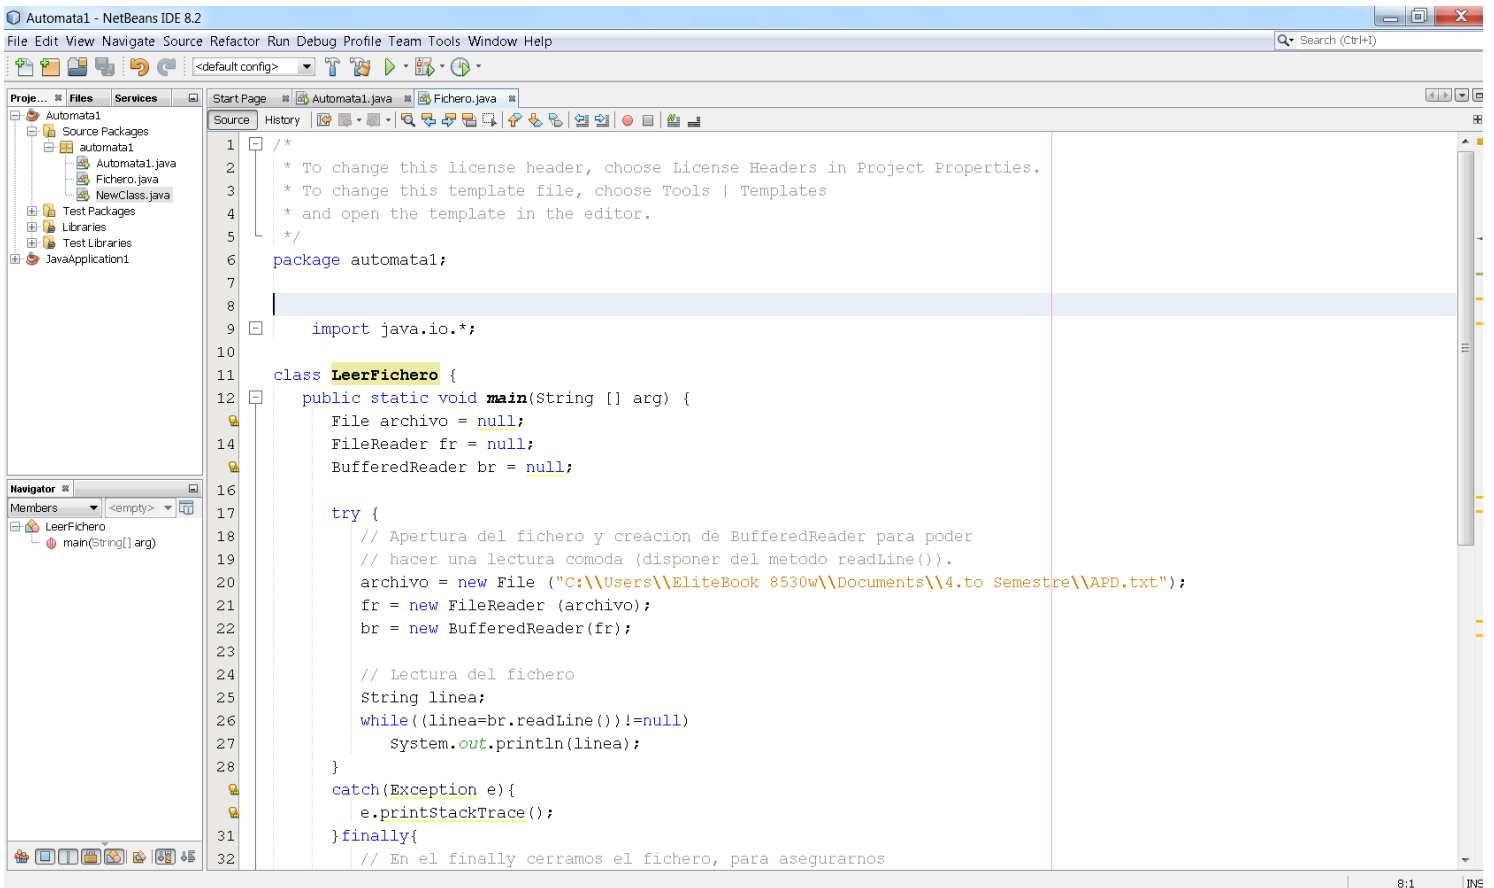 Automata1 - NetBeans IDE 8.2
File Edit View Navigate Source Refactor Run Debug Profile Team Tools Window Help
Search (Ctrl+I)
<default config>
Proje... Files Services
Automata1
Source Packages
automata1
Automata1.java
Fichero.java
NewClass.java
Test Packages
Libraries
Test Libraries
JavaApplication1
Navigator
Members <empty>
LeerFichero
main(String[] arg)
Start Page Automata1.java Fichero.java
Source History
1 /*
2 * To change this license header, choose License Headers in Project Properties.
3 * To change this template file, choose Tools | Templates
4 * and open the template in the editor.
5 */
6 package automata1;
7
8
9 import java.io.*;
10
11 class LeerFichero {
12 public static void main(String [] arg) {
File archivo = null;
14 FileReader fr = null;
BufferedReader br = null;
16
17 try {
18 // Apertura del fichero y creacion de BufferedReader para poder
19 // hacer una lectura comoda (disponer del metodo readLine()).
20 archivo = new File ("C:\\Users\\EliteBook 8530w\\Documents\\4.to Semestre\\APD.txt");
21 fr = new FileReader (archivo);
22 br = new BufferedReader(fr);
23
24 // Lectura del fichero
25 String linea;
26 while((linea=br.readLine())!=null)
27 System.out.println(linea);
28 }
catch(Exception e){
e.printStackTrace();
31 }finally{
32 // En el finally cerramos el fichero, para asegurarnos
8:1 INS